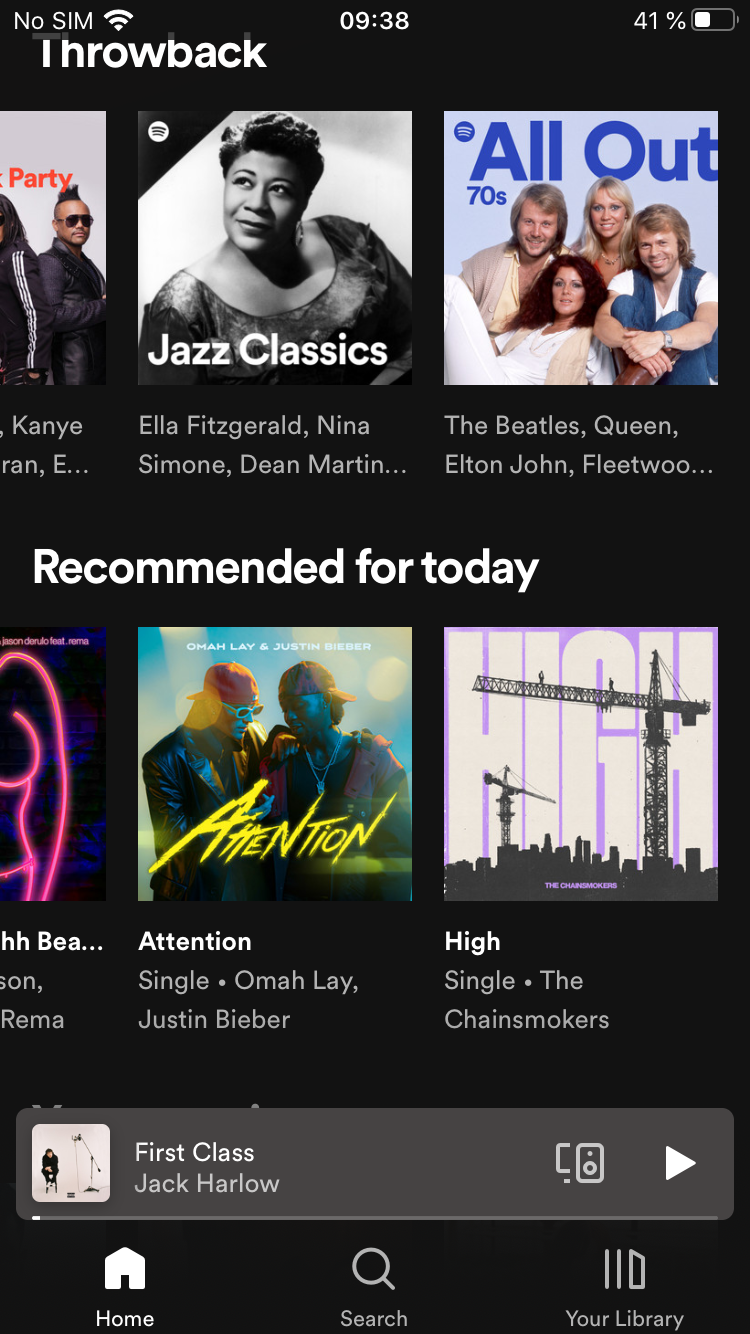 No SIM 09:38 41 %
Throwback
Party
Jazz Classics
All Out
70s
, Kanye
ran, E...
Ella Fitzgerald, Nina
Simone, Dean Martin...
The Beatles, Queen,
Elton John, Fleetwoo...
Recommended for today
jason derulo feat. rema
OMAH LAY & JUSTIN BIEBER
ATTENTION
HIGH
THE CHAINSMOKERS
hh Bea...
son,
Rema
Attention
Single • Omah Lay,
Justin Bieber
High
Single • The
Chainsmokers
First Class
Jack Harlow
Home
Search
Your Library